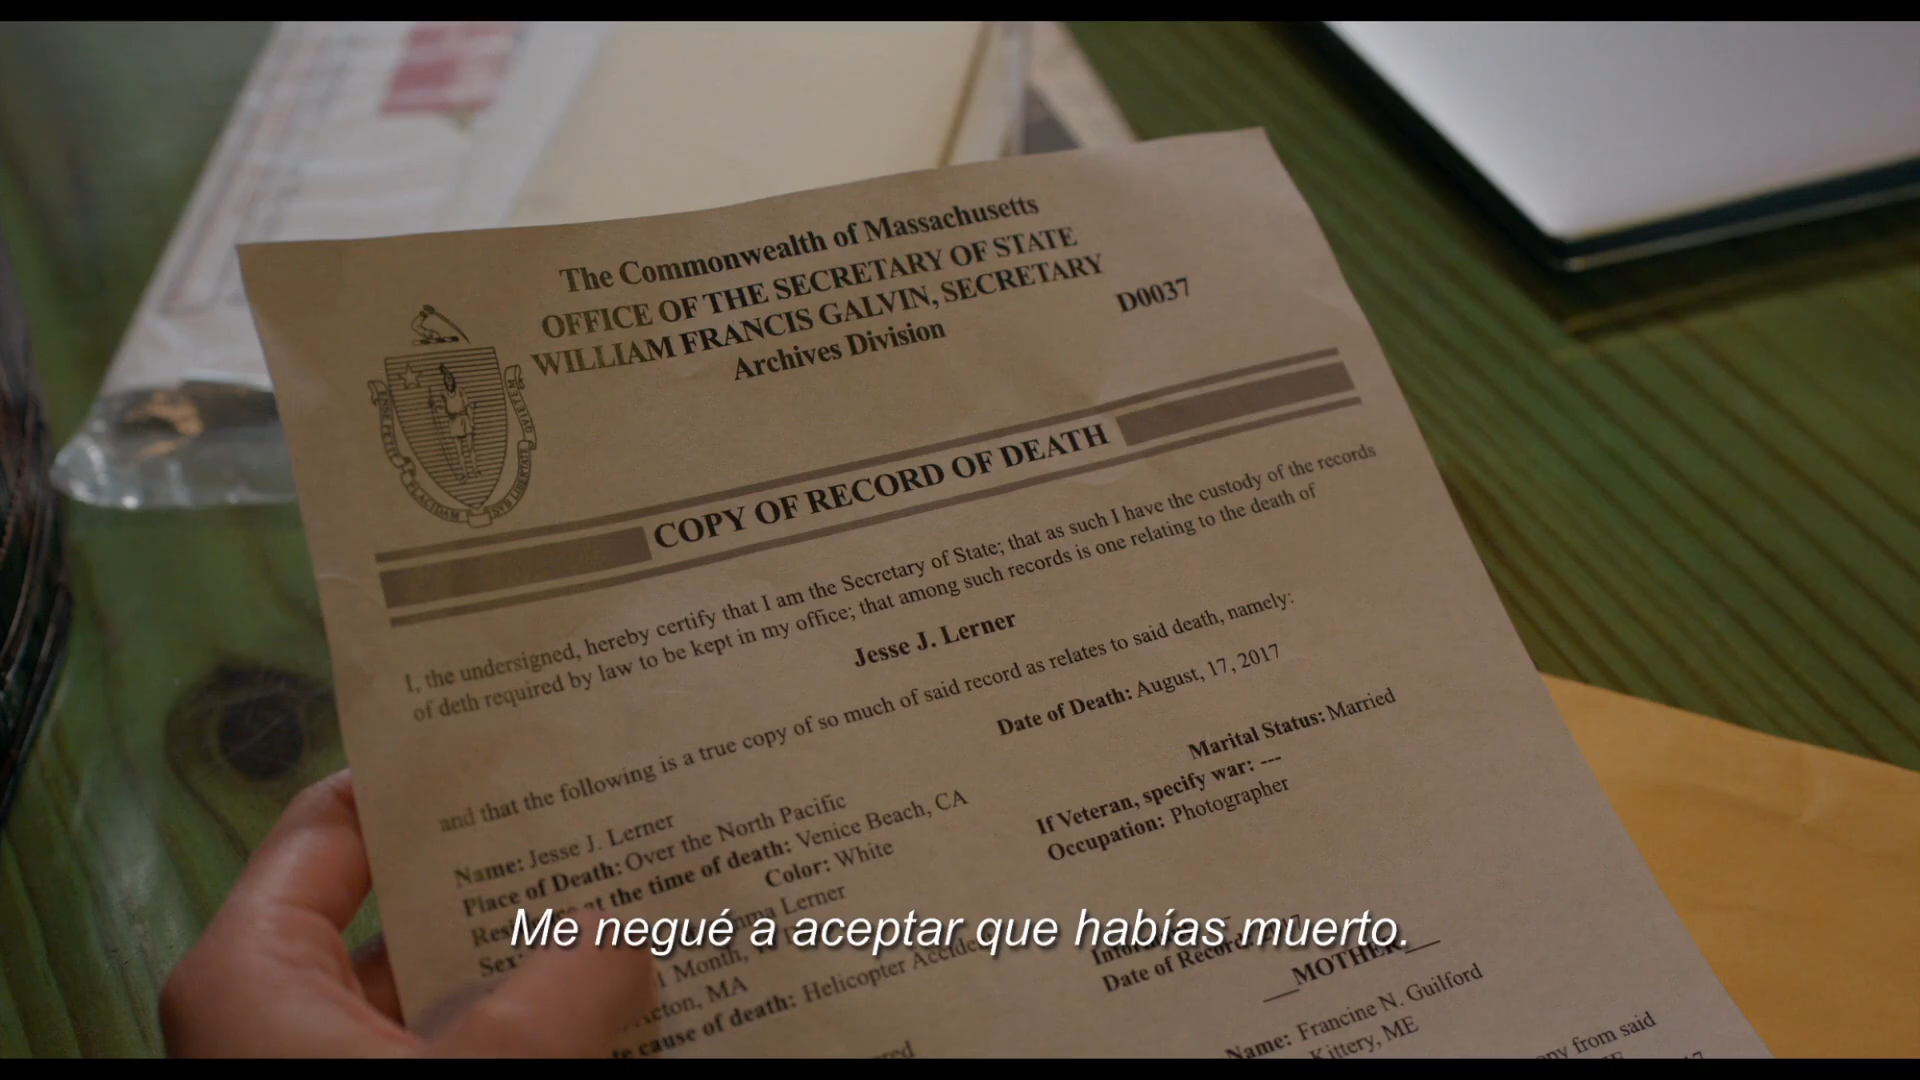 The Commonwealth of Massachusetts
OFFICE OF THE SECRETARY OF STATE
WILLIAM FRANCIS GALVIN, SECRETARY
Archives Division
D0037
COPY OF RECORD OF DEATH
I, the undersigned, hereby certify that I am the Secretary of State; that as such I have the custody of the records
of deth required by law to be kept in my office; that among such records is one relating to the death of
Jesse J. Lerner
and that the following is a true copy of so much of said record as relates to said death, namely:
Date of Death: August, 17, 2017
Name: Jesse J. Lerner
Marital Status: Married
Place of Death: Over the North Pacific
If Veteran, specify war: ---
at the time of death: Venice Beach, CA
Occupation: Photographer
Sex:
Color: White
Lerner
Month,
Date of Record:
MA
___MOTHER___
cause of death: Helicopter
Name: Francine N. Guilford
Kittery, ME
from said
Me negué a aceptar que habías muerto.